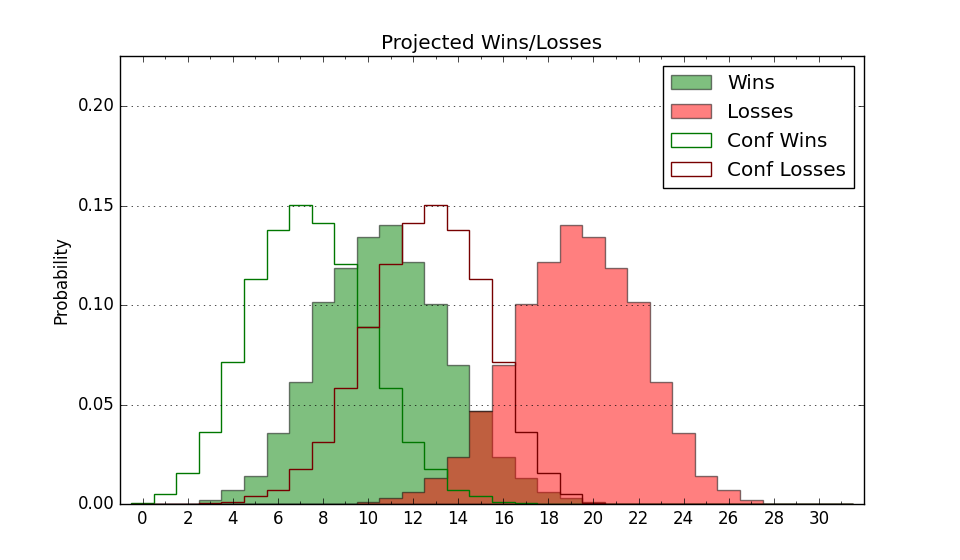 Projected Wins/Losses
Wins
Losses
Conf Wins
Conf Losses
Probability
0.20
0.15
0.10
0.05
0.00
0 2 4 6 8 10 12 14 16 18 20 22 24 26 28 30